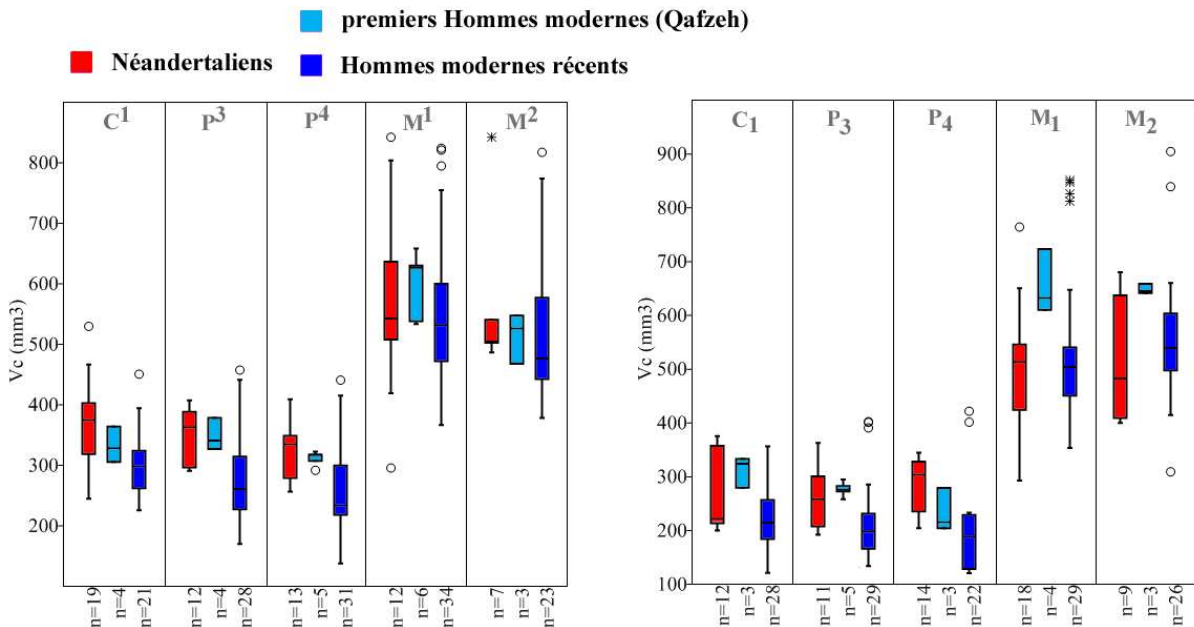 premiers Hommes modernes (Qafzeh)
Néandertaliens
Hommes modernes récents
C1
P3
P4
M1
M2
Vc (mm3)
800
700
600
500
400
300
200
n=19
n=4
n=21
n=12
n=4
n=28
n=13
n=5
n=31
n=12
n=6
n=34
n=7
n=3
n=23
C1
P3
P4
M1
M2
Vc (mm3)
900
800
700
600
500
400
300
200
100
n=12
n=3
n=28
n=11
n=5
n=29
n=14
n=3
n=22
n=18
n=4
n=29
n=9
n=3
n=26